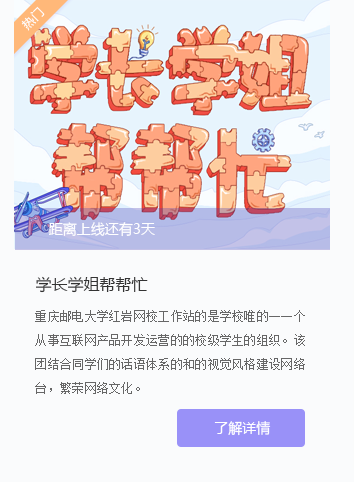 热门
学长学姐
帮帮忙
距离上线还有3天
学长学姐帮帮忙
重庆邮电大学红岩网校工作站的是学校唯的一一个
从事互联网产品开发运营的的校级学生的组织。该
团结合同学们的话语体系的和的视觉风格建设网络
台，繁荣网络文化。
了解详情